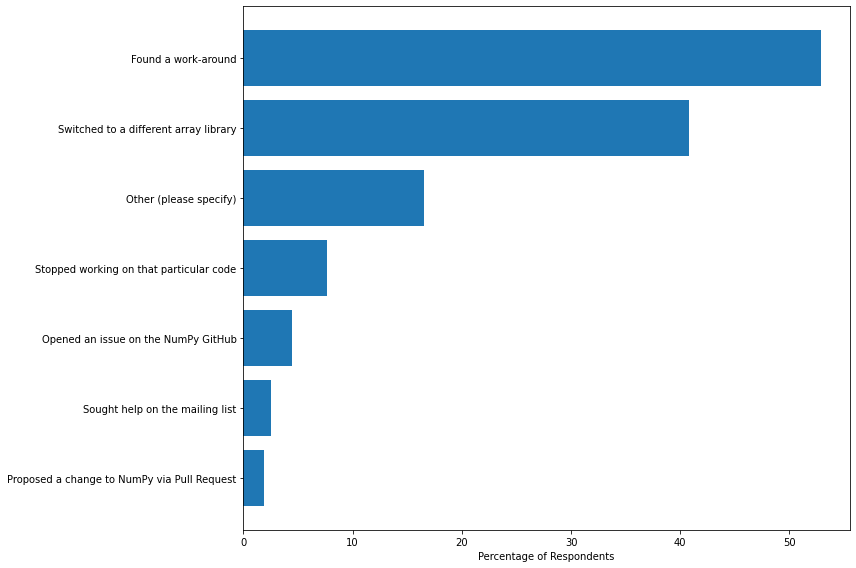 Found a work-around
Switched to a different array library
Other (please specify)
Stopped working on that particular code
Opened an issue on the NumPy GitHub
Sought help on the mailing list
Proposed a change to NumPy via Pull Request
0 10 20 30 40 50
Percentage of Respondents